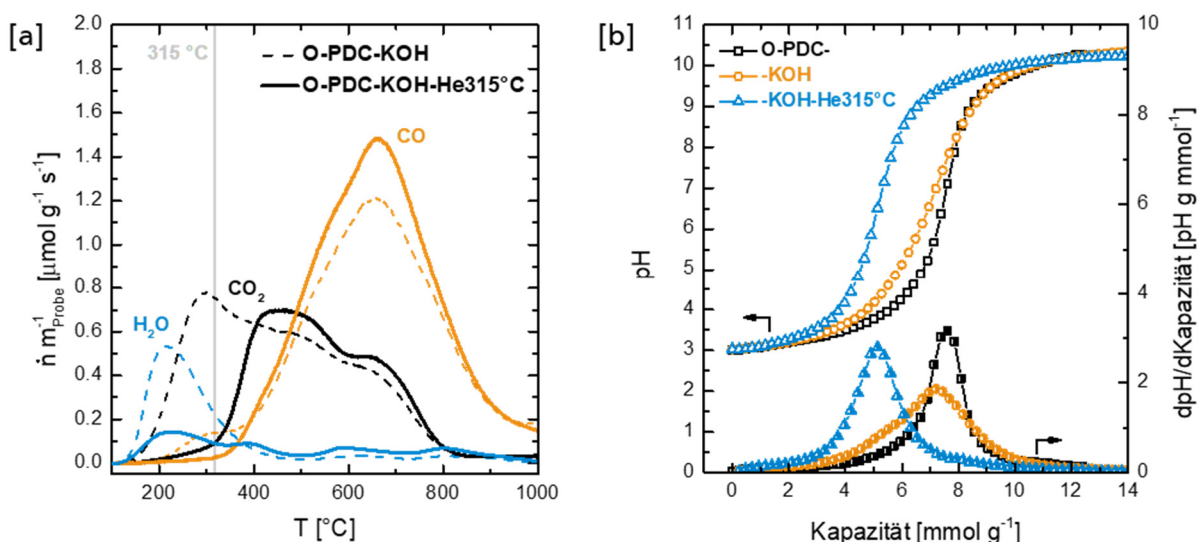 [a]
2.0
1.8
1.6
1.4
1.2
1.0
0.8
0.6
0.4
0.2
0.0
ṅ m⁻¹Probe [µmol g⁻¹ s⁻¹]
315 °C
O-PDC-KOH
O-PDC-KOH-He315°C
CO
CO₂
H₂O
200 400 600 800 1000
T [°C]
[b]
11
10
9
8
7
6
5
4
3
2
1
0
pH
O-PDC-
-KOH
-KOH-He315°C
10
8
6
4
2
0
dpH/dKapazität [pH g mmol⁻¹]
0 2 4 6 8 10 12 14
Kapazität [mmol g⁻¹]